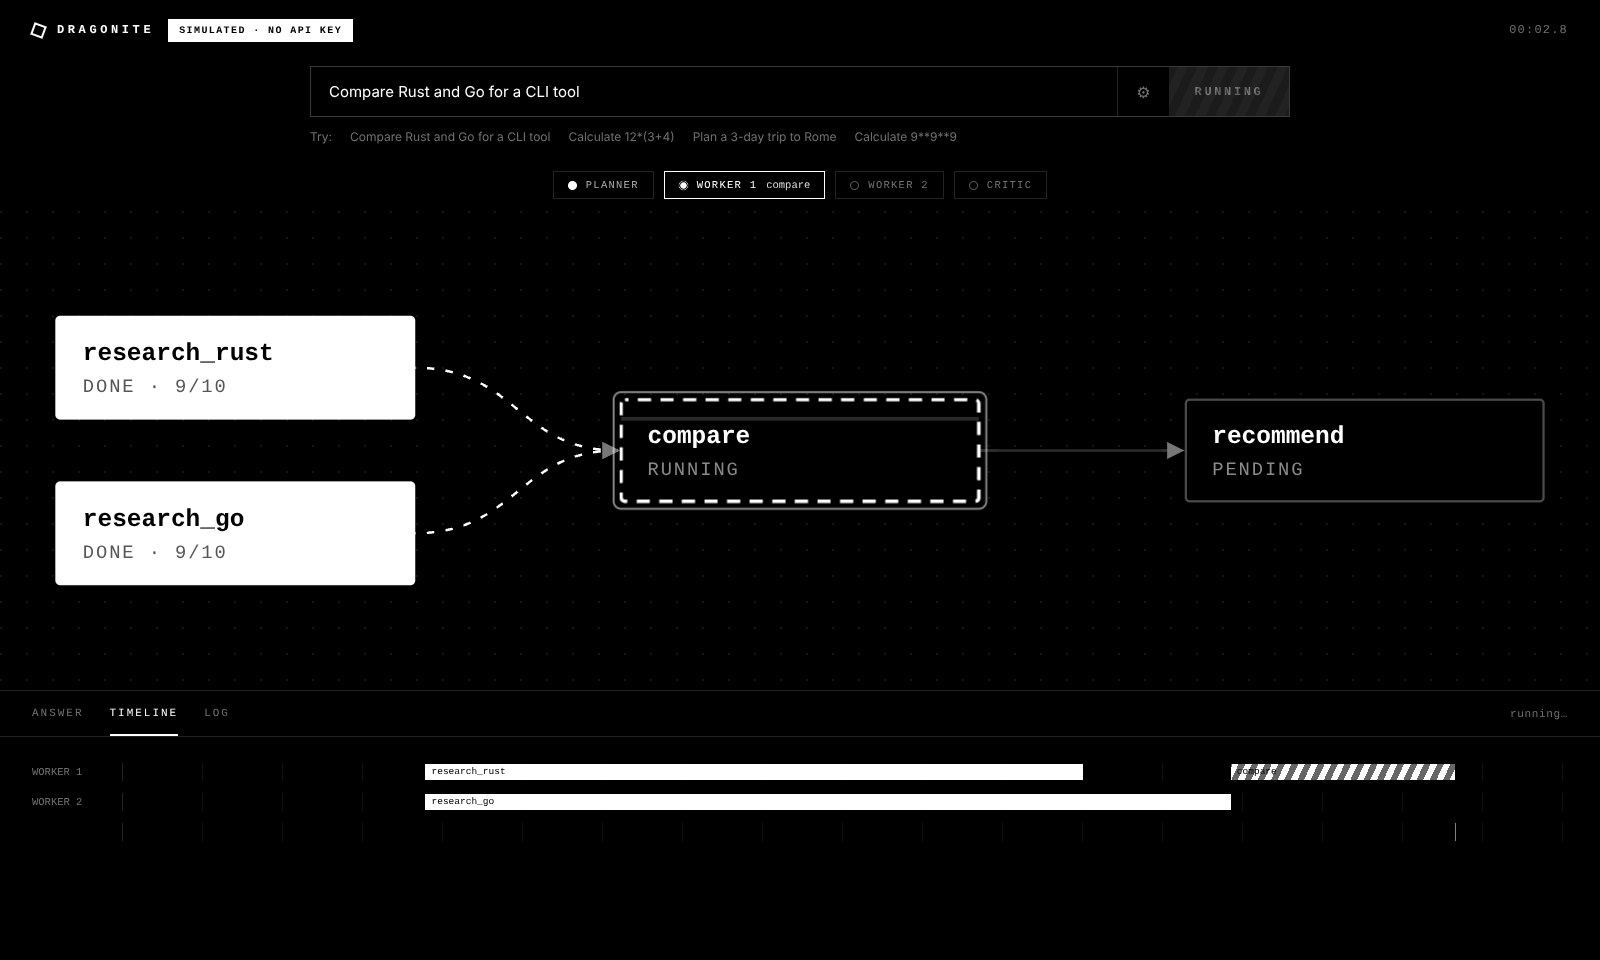 DRAGONITE SIMULATED · NO API KEY 00:02.8
Compare Rust and Go for a CLI tool ⚙ RUNNING
Try: Compare Rust and Go for a CLI tool Calculate 12*(3+4) Plan a 3-day trip to Rome Calculate 9**9**9
PLANNER WORKER 1 compare WORKER 2 CRITIC
research_rust
DONE · 9/10
compare
RUNNING
recommend
PENDING
research_go
DONE · 9/10
ANSWER TIMELINE LOG running…
WORKER 1 research_rust compare
WORKER 2 research_go